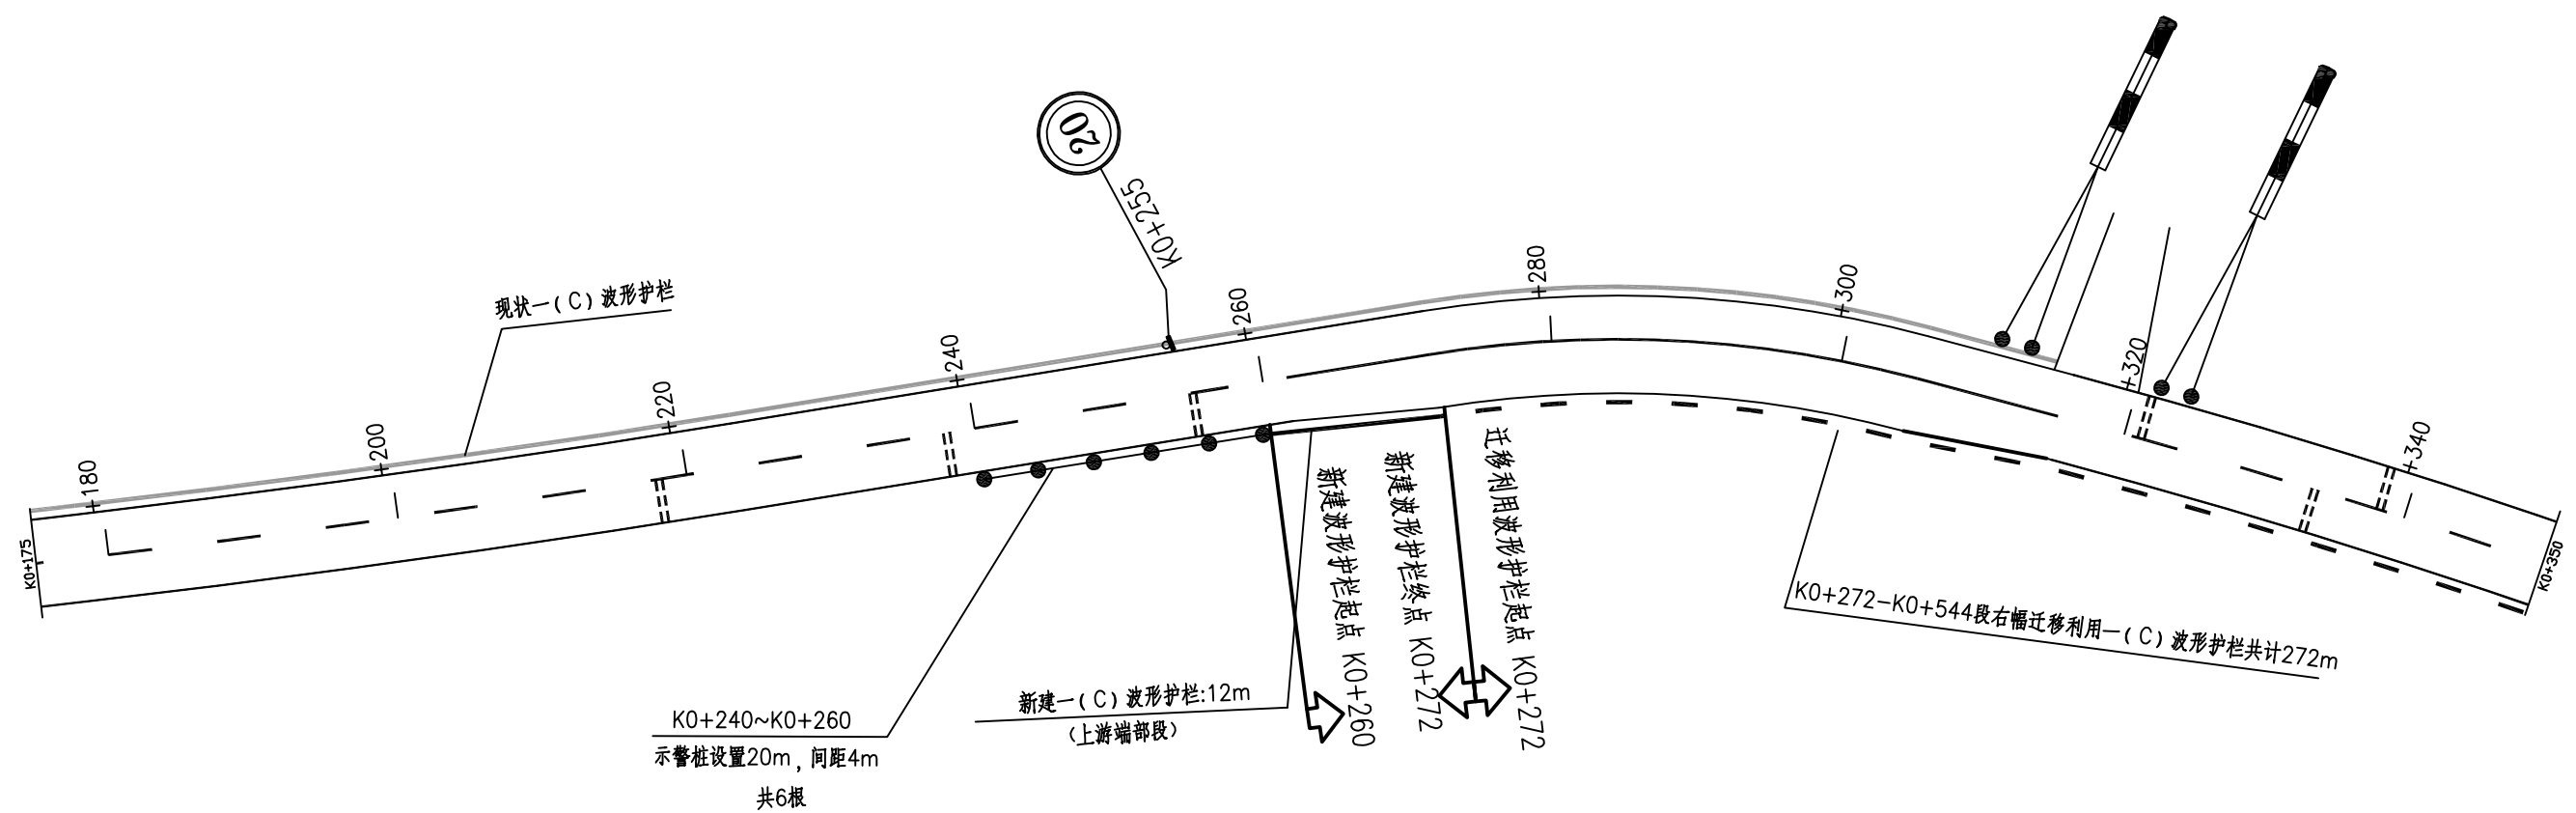 20
K0+255
现状一(C)波形护栏
180
200
220
240
260
280
300
320
340
K0+175
K0+350
K0+240~K0+260
示警桩设置20m,间距4m
共6根
新建一(C)波形护栏:12m
(上游端部段)
新建波形护栏起点 K0+260
新建波形护栏终点 K0+272
迁移利用波形护栏起点 K0+272
K0+272-K0+544段右幅迁移利用一(C)波形护栏共计272m